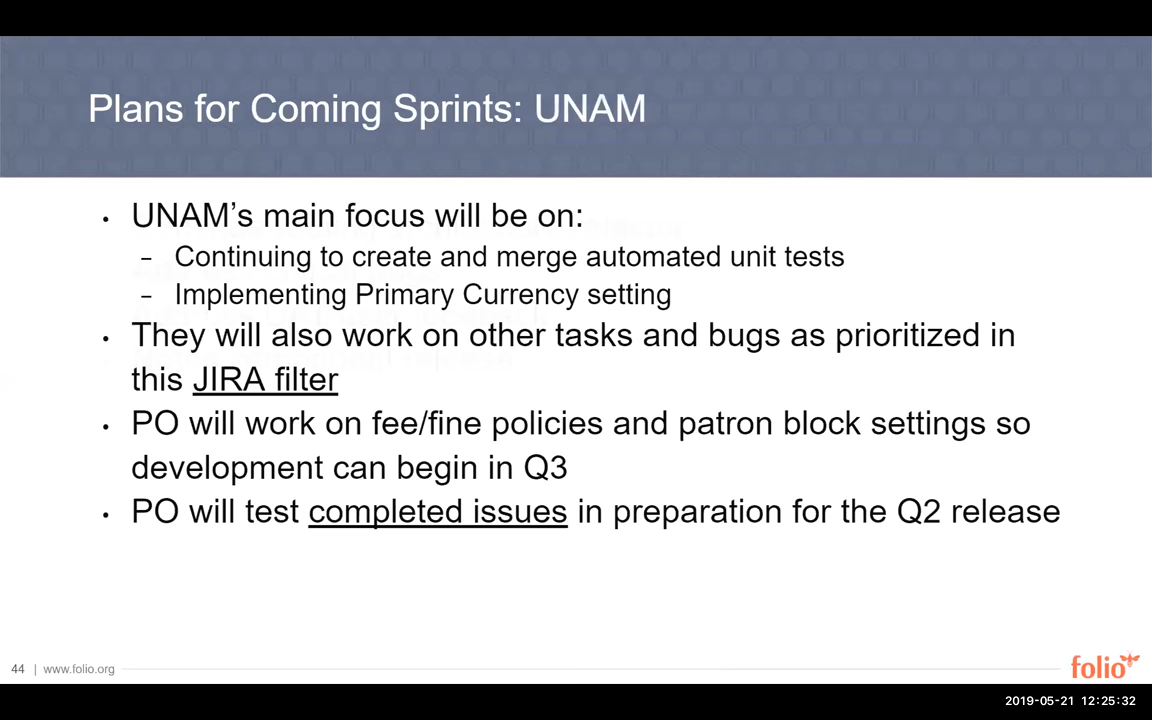 Plans for Coming Sprints: UNAM
• UNAM’s main focus will be on:
– Continuing to create and merge automated unit tests
– Implementing Primary Currency setting
• They will also work on other tasks and bugs as prioritized in
this JIRA filter
• PO will work on fee/fine policies and patron block settings so
development can begin in Q3
• PO will test completed issues in preparation for the Q2 release
44 | www.folio.org
folio
2019-05-21 12:25:32